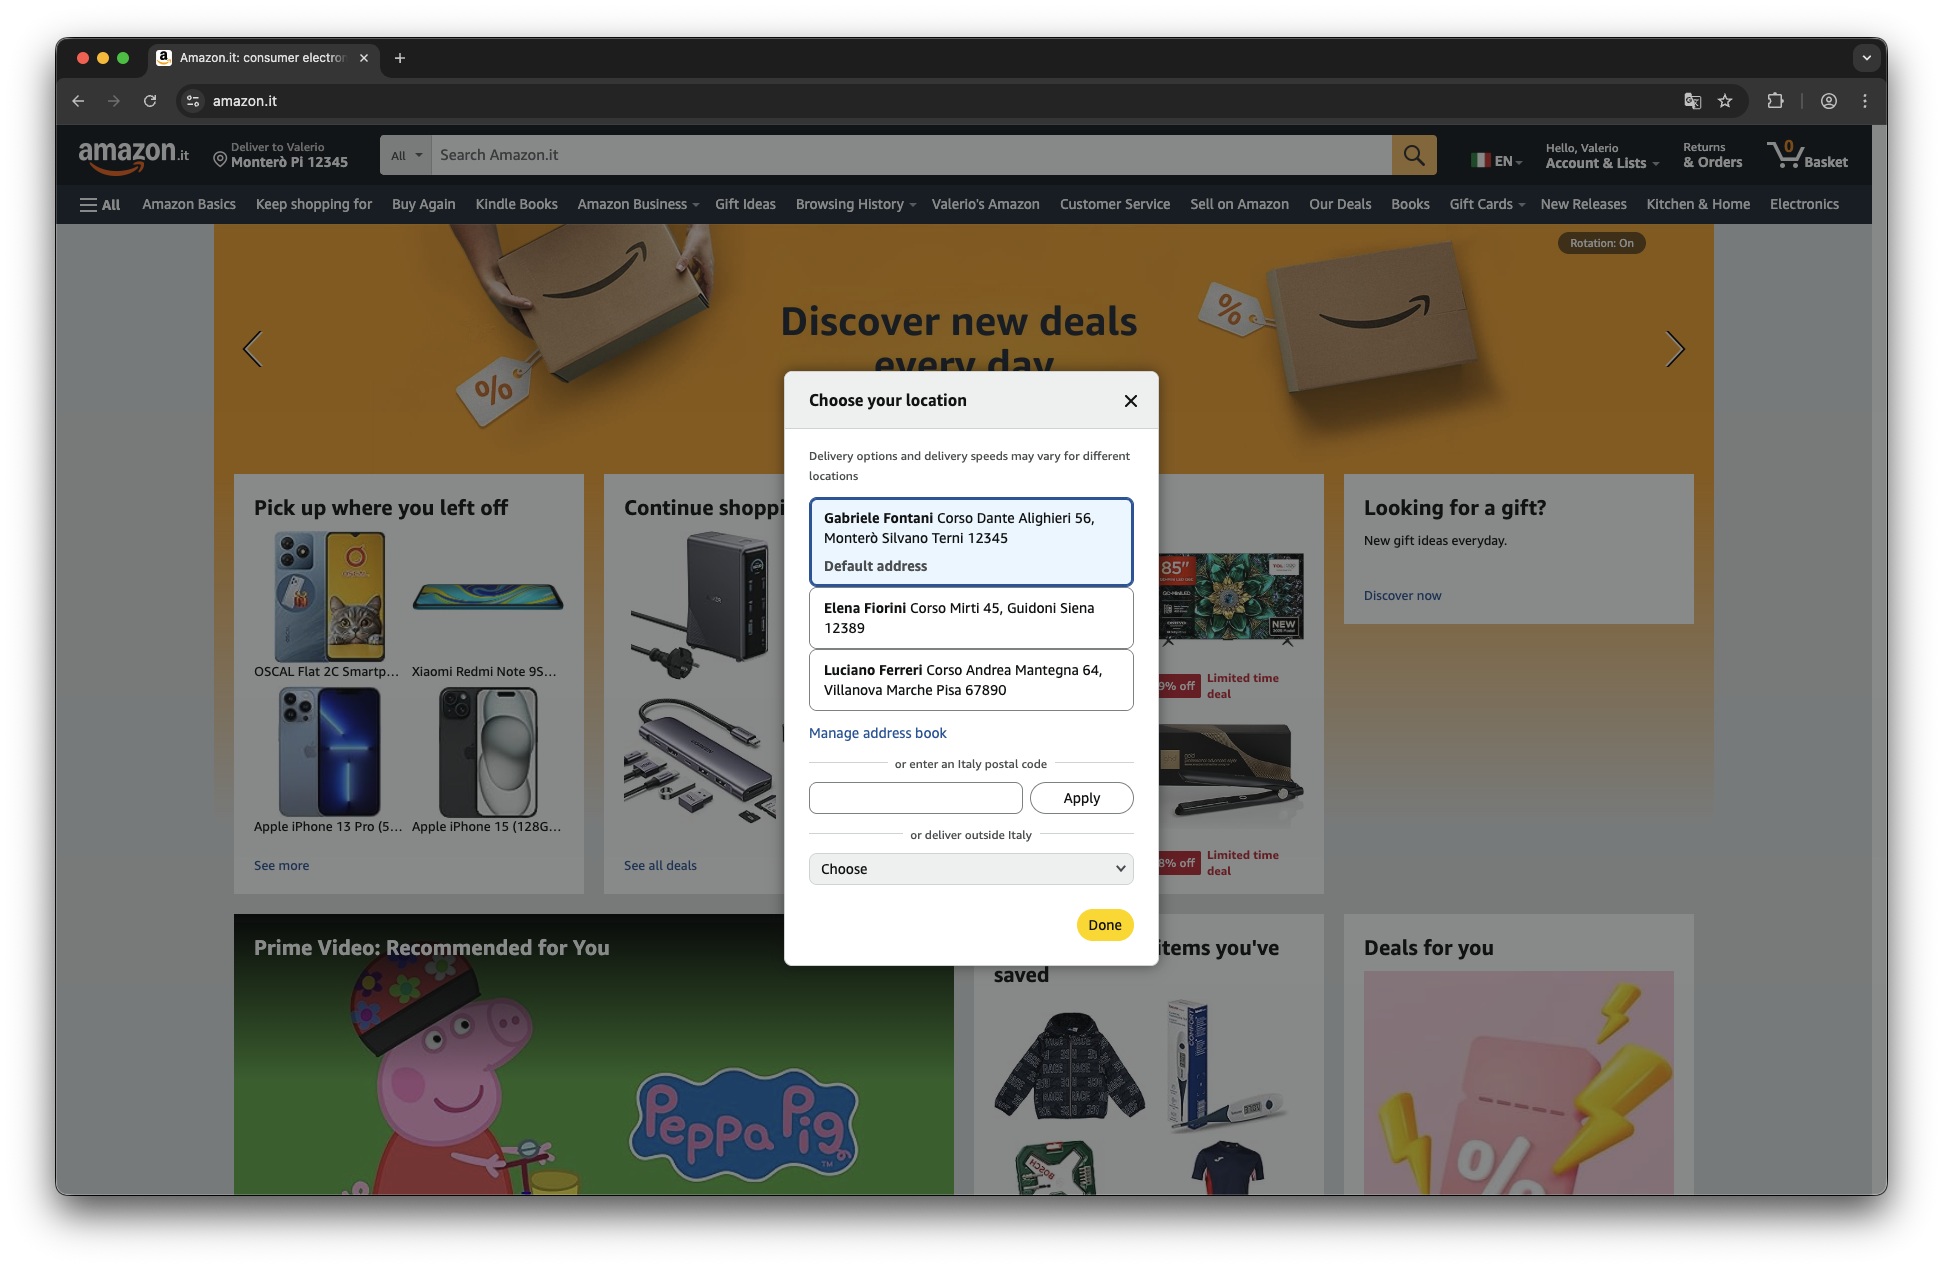 Amazon.it: consumer electron
amazon.it
amazon.it
Deliver to Valerio
Monterò Pi 12345
All
Search Amazon.it
EN
Hello, Valerio
Account & Lists
Returns
& Orders
0
Basket
All
Amazon Basics
Keep shopping for
Buy Again
Kindle Books
Amazon Business
Gift Ideas
Browsing History
Valerio's Amazon
Customer Service
Sell on Amazon
Our Deals
Books
Gift Cards
New Releases
Kitchen & Home
Electronics
Rotation: On
Discover new deals
every day
%
%
Choose your location
Delivery options and delivery speeds may vary for different
locations
Gabriele Fontani Corso Dante Alighieri 56,
Monterò Silvano Terni 12345
Default address
Elena Fiorini Corso Mirti 45, Guidoni Siena
12389
Luciano Ferreri Corso Andrea Mantegna 64,
Villanova Marche Pisa 67890
Manage address book
or enter an Italy postal code
Apply
or deliver outside Italy
Choose
Done
Pick up where you left off
OSCAL Flat 2C Smartp...
Xiaomi Redmi Note 9S...
Apple iPhone 13 Pro (5...
Apple iPhone 15 (128G...
See more
Continue shoppi
See all deals
85"
NEW
9% off
Limited time
deal
8% off
Limited time
deal
Looking for a gift?
New gift ideas everyday.
Discover now
Prime Video: Recommended for You
Peppa Pig
TM
items you've
saved
RACE
COMFORT
BOSCH
Deals for you
%